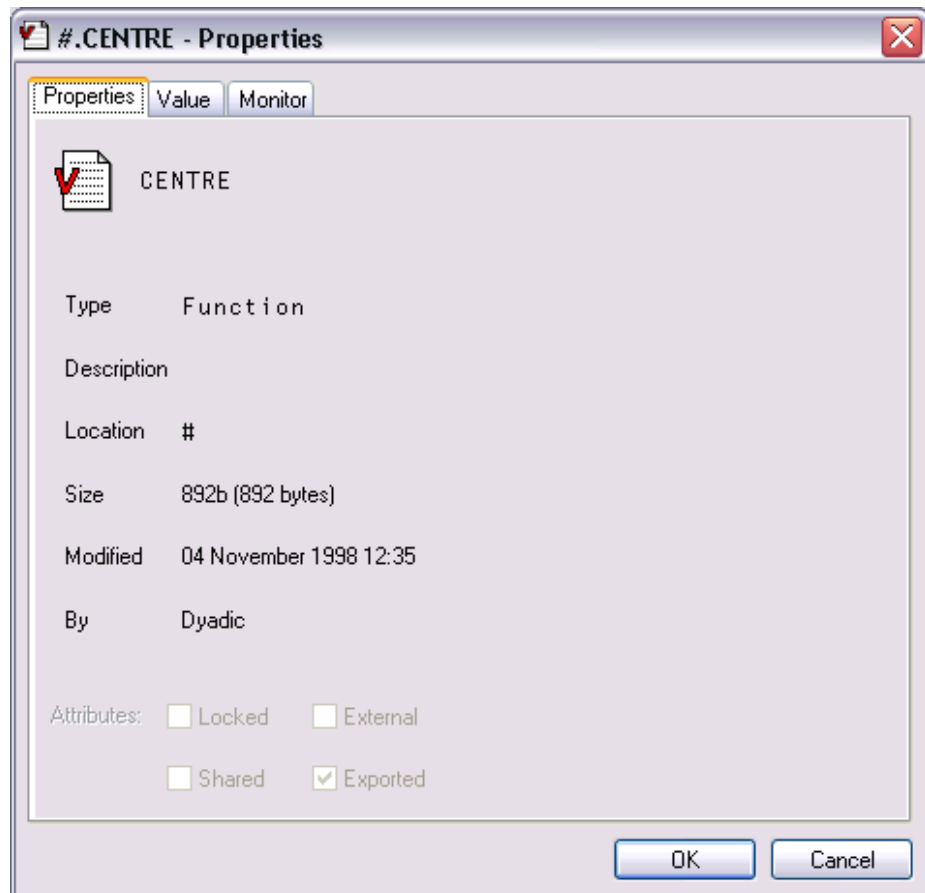 #.CENTRE - Properties
Properties Value Monitor
CENTRE
Type Function
Description
Location #
Size 892b (892 bytes)
Modified 04 November 1998 12:35
By Dyadic
Attributes: Locked External
Shared Exported
OK Cancel